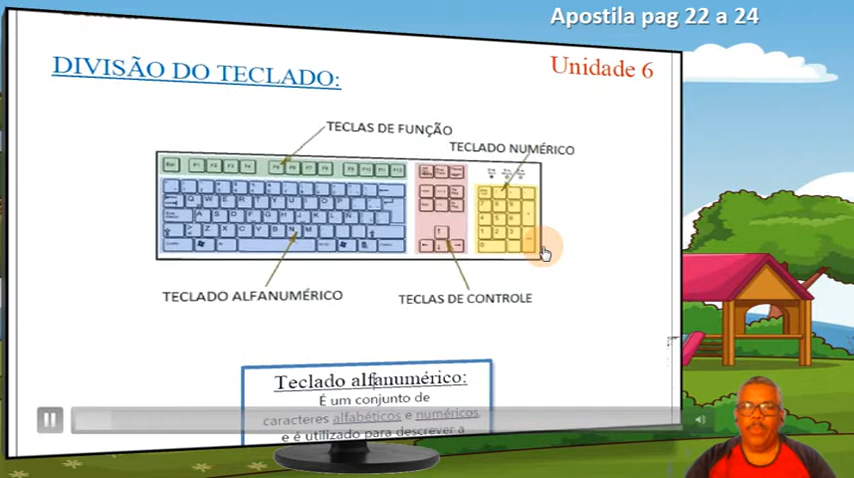 Apostila pag 22 a 24
DIVISÃO DO TECLADO:
Unidade 6
TECLAS DE FUNÇÃO
TECLADO NUMÉRICO
TECLADO ALFANUMÉRICO
TECLAS DE CONTROLE
Teclado alfanumérico:
É um conjunto de
caracteres alfabéticos e numéricos
e é utilizado para descrever a